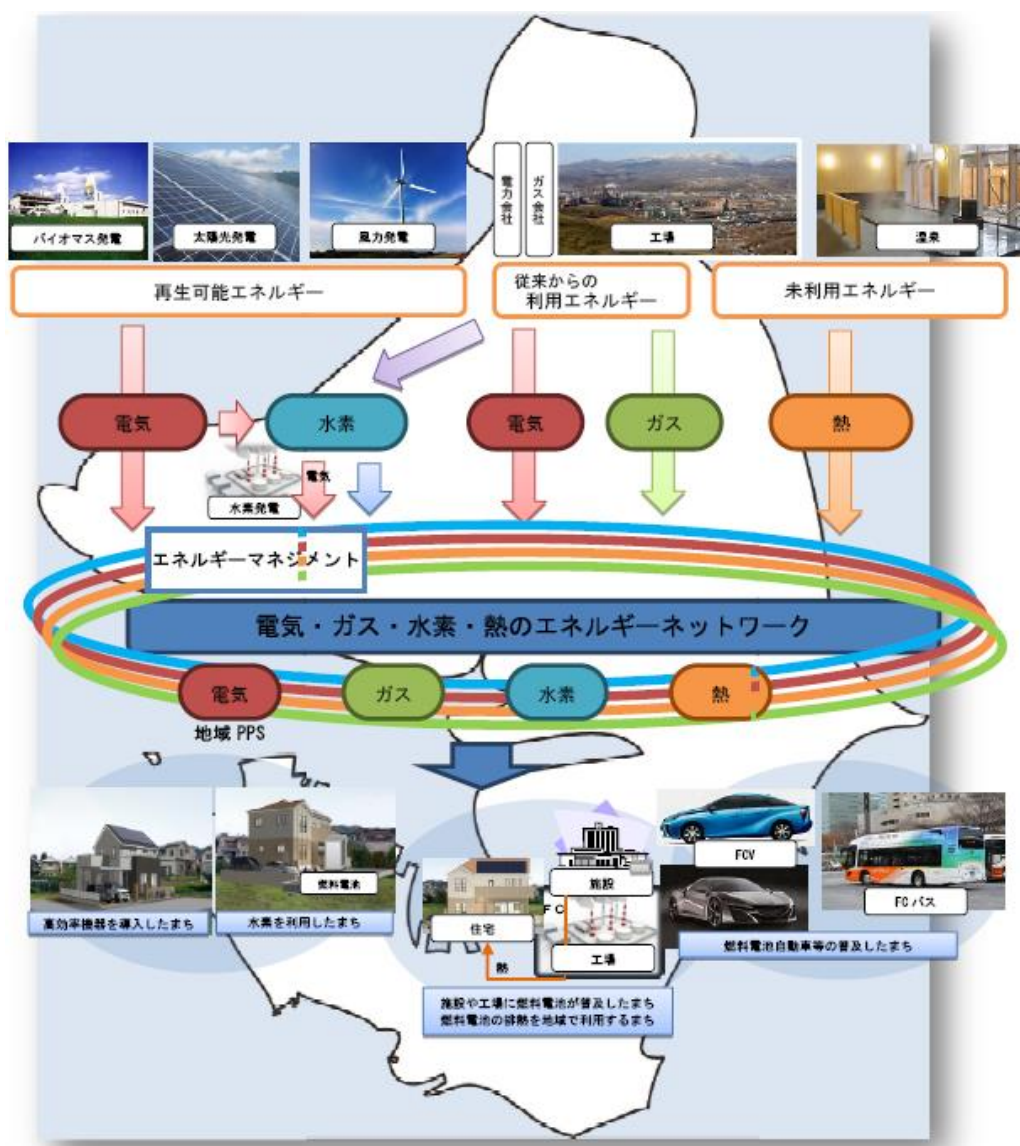 バイオマス発電
太陽光発電
風力発電
電力会社
ガス会社
工場
温泉
再生可能エネルギー
従来からの
利用エネルギー
未利用エネルギー
電気
水素
電気
ガス
熱
電気
水素発電
エネルギーマネジメント
電気・ガス・水素・熱のエネルギーネットワーク
電気
ガス
水素
熱
地域 PPS
燃料電池
高効率機器を導入したまち
水素を利用したまち
住宅
FC
施設
工場
熱
FCV
FC バス
施設や工場に燃料電池が普及したまち
燃料電池の排熱を地域で利用するまち
燃料電池自動車等の普及したまち